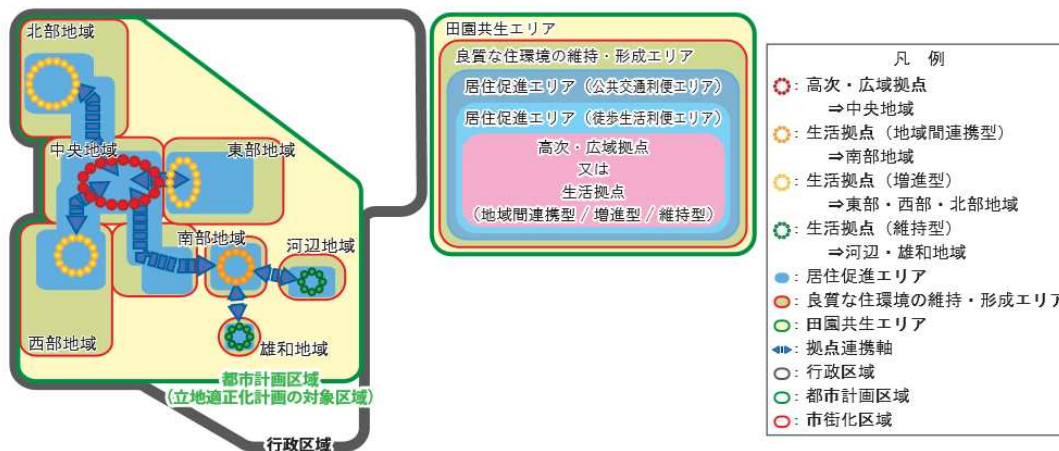 北部地域
中央地域
東部地域
南部地域
河辺地域
西部地域
雄和地域
都市計画区域
(立地適正化計画の対象区域)
行政区域
田園共生エリア
良質な住環境の維持・形成エリア
居住促進エリア(公共交通利便エリア)
居住促進エリア(徒歩生活利便エリア)
高次・広域拠点
又は
生活拠点
(地域間連携型/増進型/維持型)
凡 例
:高次・広域拠点
⇒中央地域
:生活拠点(地域間連携型)
⇒南部地域
:生活拠点(増進型)
⇒東部・西部・北部地域
:生活拠点(維持型)
⇒河辺・雄和地域
:居住促進エリア
:良質な住環境の維持・形成エリア
:田園共生エリア
:拠点連携軸
:行政区域
:都市計画区域
:市街化区域